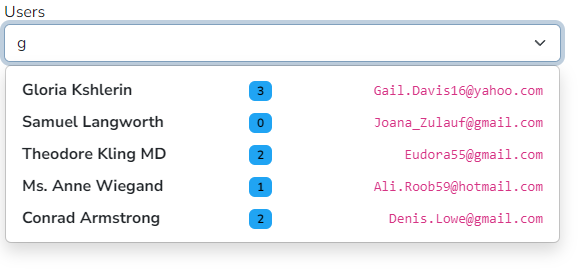 Users
g
Gloria Kshlerin 3 Gail.Davis16@yahoo.com
Samuel Langworth 0 Joana_Zulauf@gmail.com
Theodore Kling MD 2 Eudora55@gmail.com
Ms. Anne Wiegand 1 Ali.Roob59@hotmail.com
Conrad Armstrong 2 Denis.Lowe@gmail.com